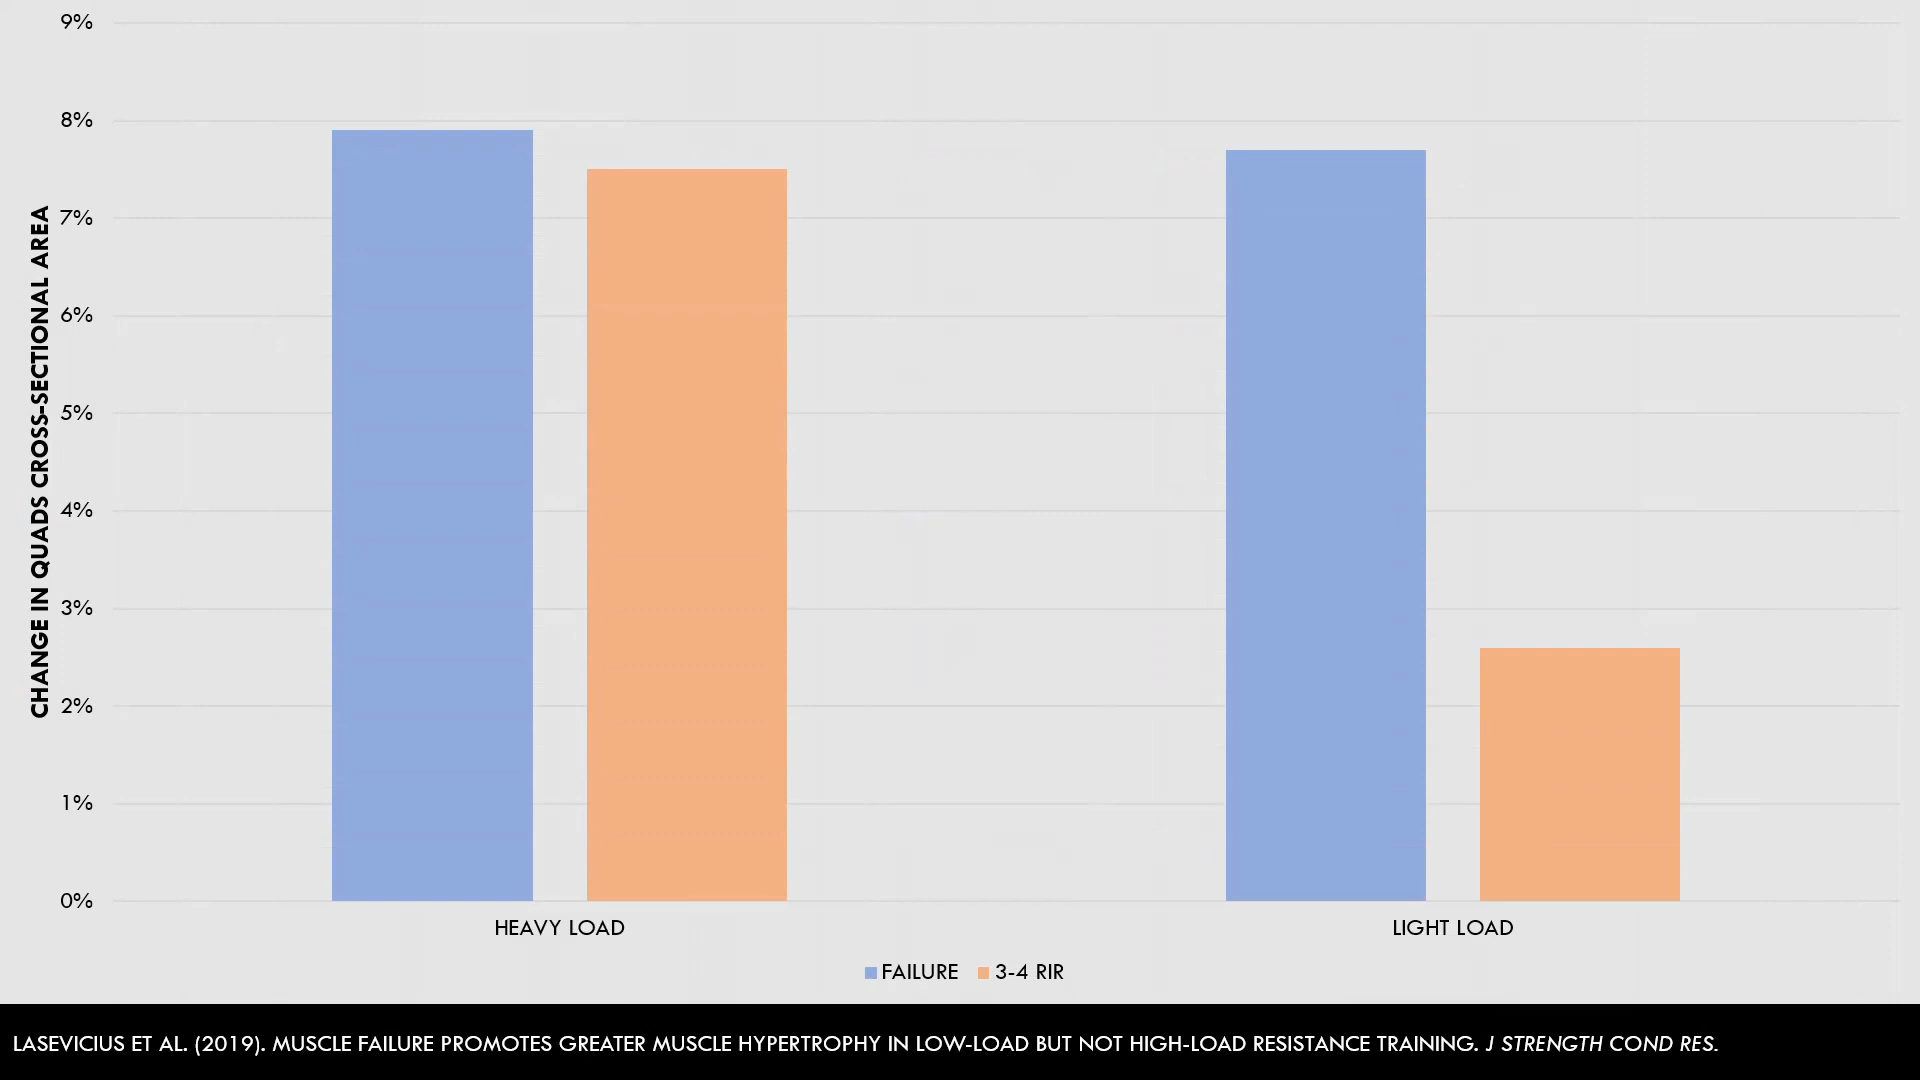 9%
8%
7%
6%
5%
4%
3%
2%
1%
0%
CHANGE IN QUADS CROSS-SECTIONAL AREA
HEAVY LOAD
LIGHT LOAD
FAILURE
3-4 RIR
LASEVICIUS ET AL. (2019). MUSCLE FAILURE PROMOTES GREATER MUSCLE HYPERTROPHY IN LOW-LOAD BUT NOT HIGH-LOAD RESISTANCE TRAINING. J STRENGTH COND RES.